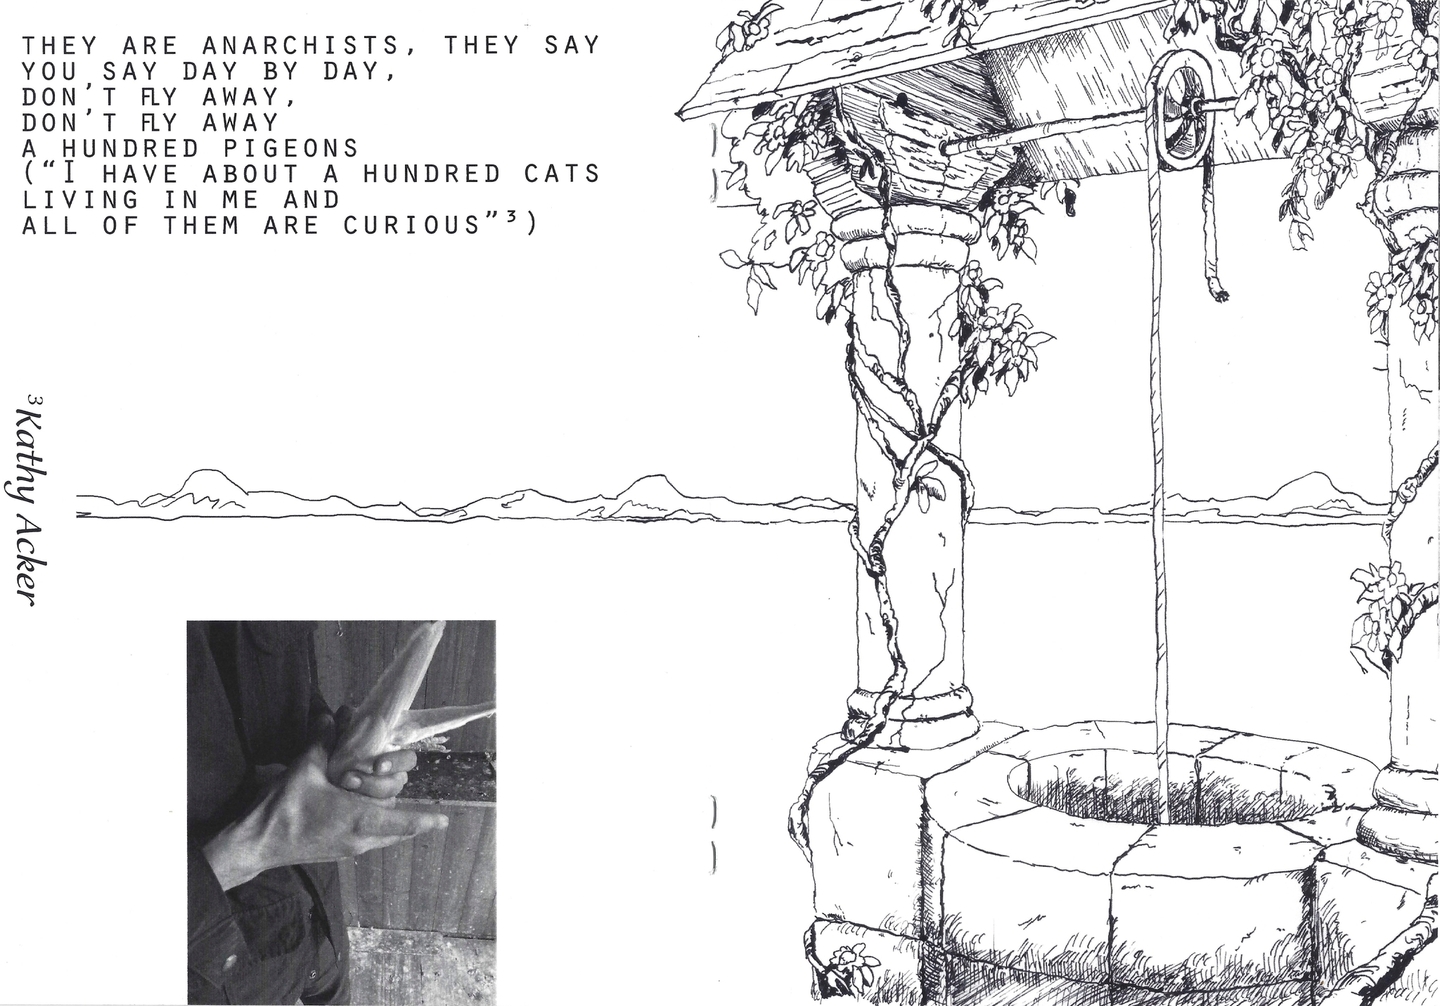 THEY ARE ANARCHISTS, THEY SAY
YOU SAY DAY BY DAY,
DON'T FLY AWAY,
DON'T FLY AWAY
A HUNDRED PIGEONS
(“I HAVE ABOUT A HUNDRED CATS
LIVING IN ME AND
ALL OF THEM ARE CURIOUS”³)
³Kathy Acker